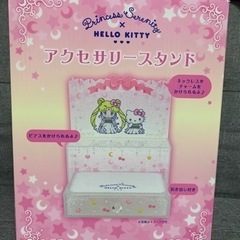 Princess Serenity
×
HELLO KITTY
アクセサリースタンド
ネックレスや
チャームを
かけられるよ♪
ピアスをかけられるよ♪
HELLO KITTY
引き出し付き